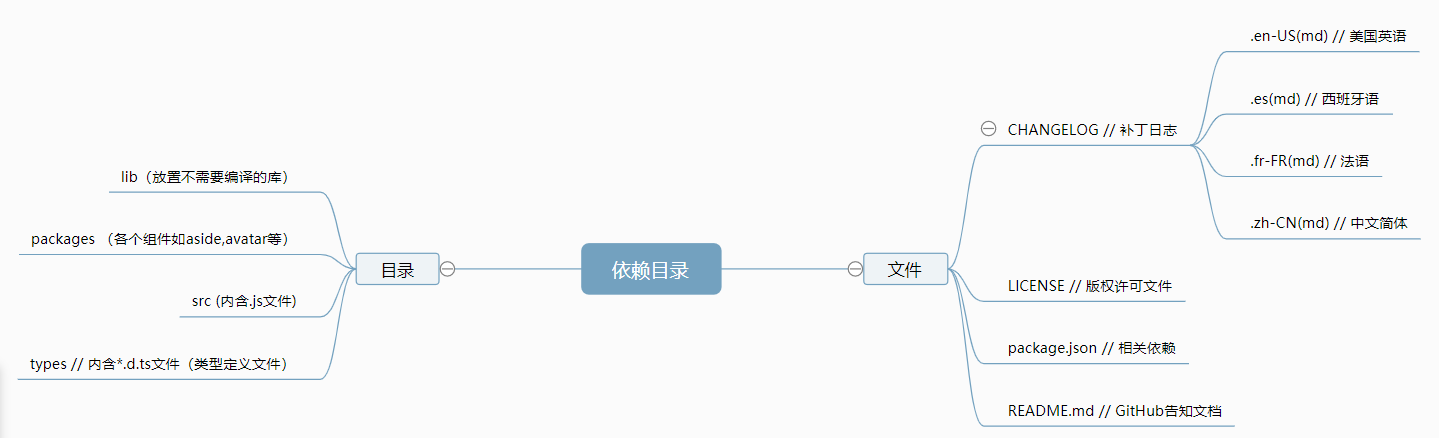 依赖目录
目录
lib（放置不需要编译的库）
packages （各个组件如aside,avatar等）
src (内含.js文件)
types // 内含*.d.ts文件（类型定义文件）
文件
CHANGELOG // 补丁日志
.en-US(md) // 美国英语
.es(md) // 西班牙语
.fr-FR(md) // 法语
.zh-CN(md) // 中文简体
LICENSE // 版权许可文件
package.json // 相关依赖
README.md // GitHub告知文档